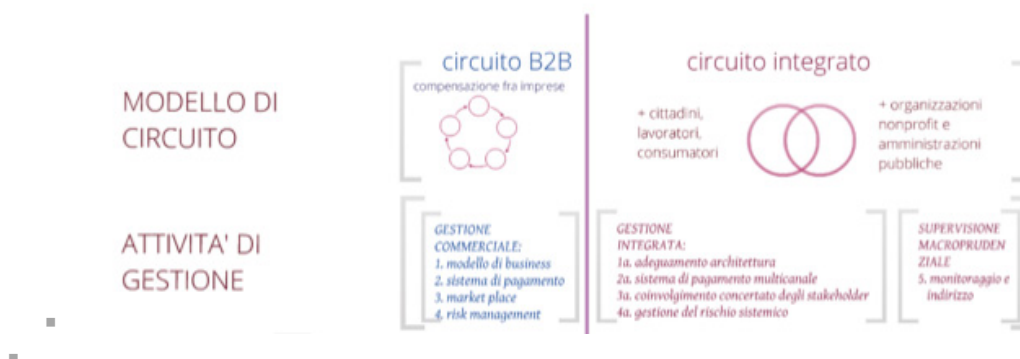 MODELLO DI
CIRCUITO
circuito B2B
compensazione fra imprese
circuito integrato
+ cittadini,
lavoratori,
consumatori
+ organizzazioni
nonprofit e
amministrazioni
pubbliche
ATTIVITA' DI
GESTIONE
GESTIONE
COMMERCIALE:
1. modello di business
2. sistema di pagamento
3. market place
4. risk management
GESTIONE
INTEGRATA:
1a. adeguamento architettura
2a. sistema di pagamento multicanale
3a. coinvolgimento concertato degli stakeholder
4a. gestione del rischio sistemico
SUPERVISIONE
MACROPRUDEN
ZIALE
5. monitoraggio e
indirizzo